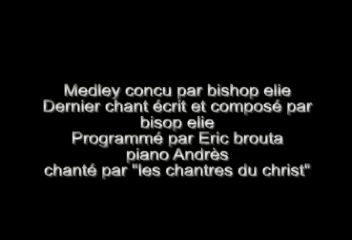 Medley concu par bishop elie
Dernier chant écrit et composé par
bisop elie
Programmé par Eric brouta
piano Andrès
chanté par "les chantres du christ"